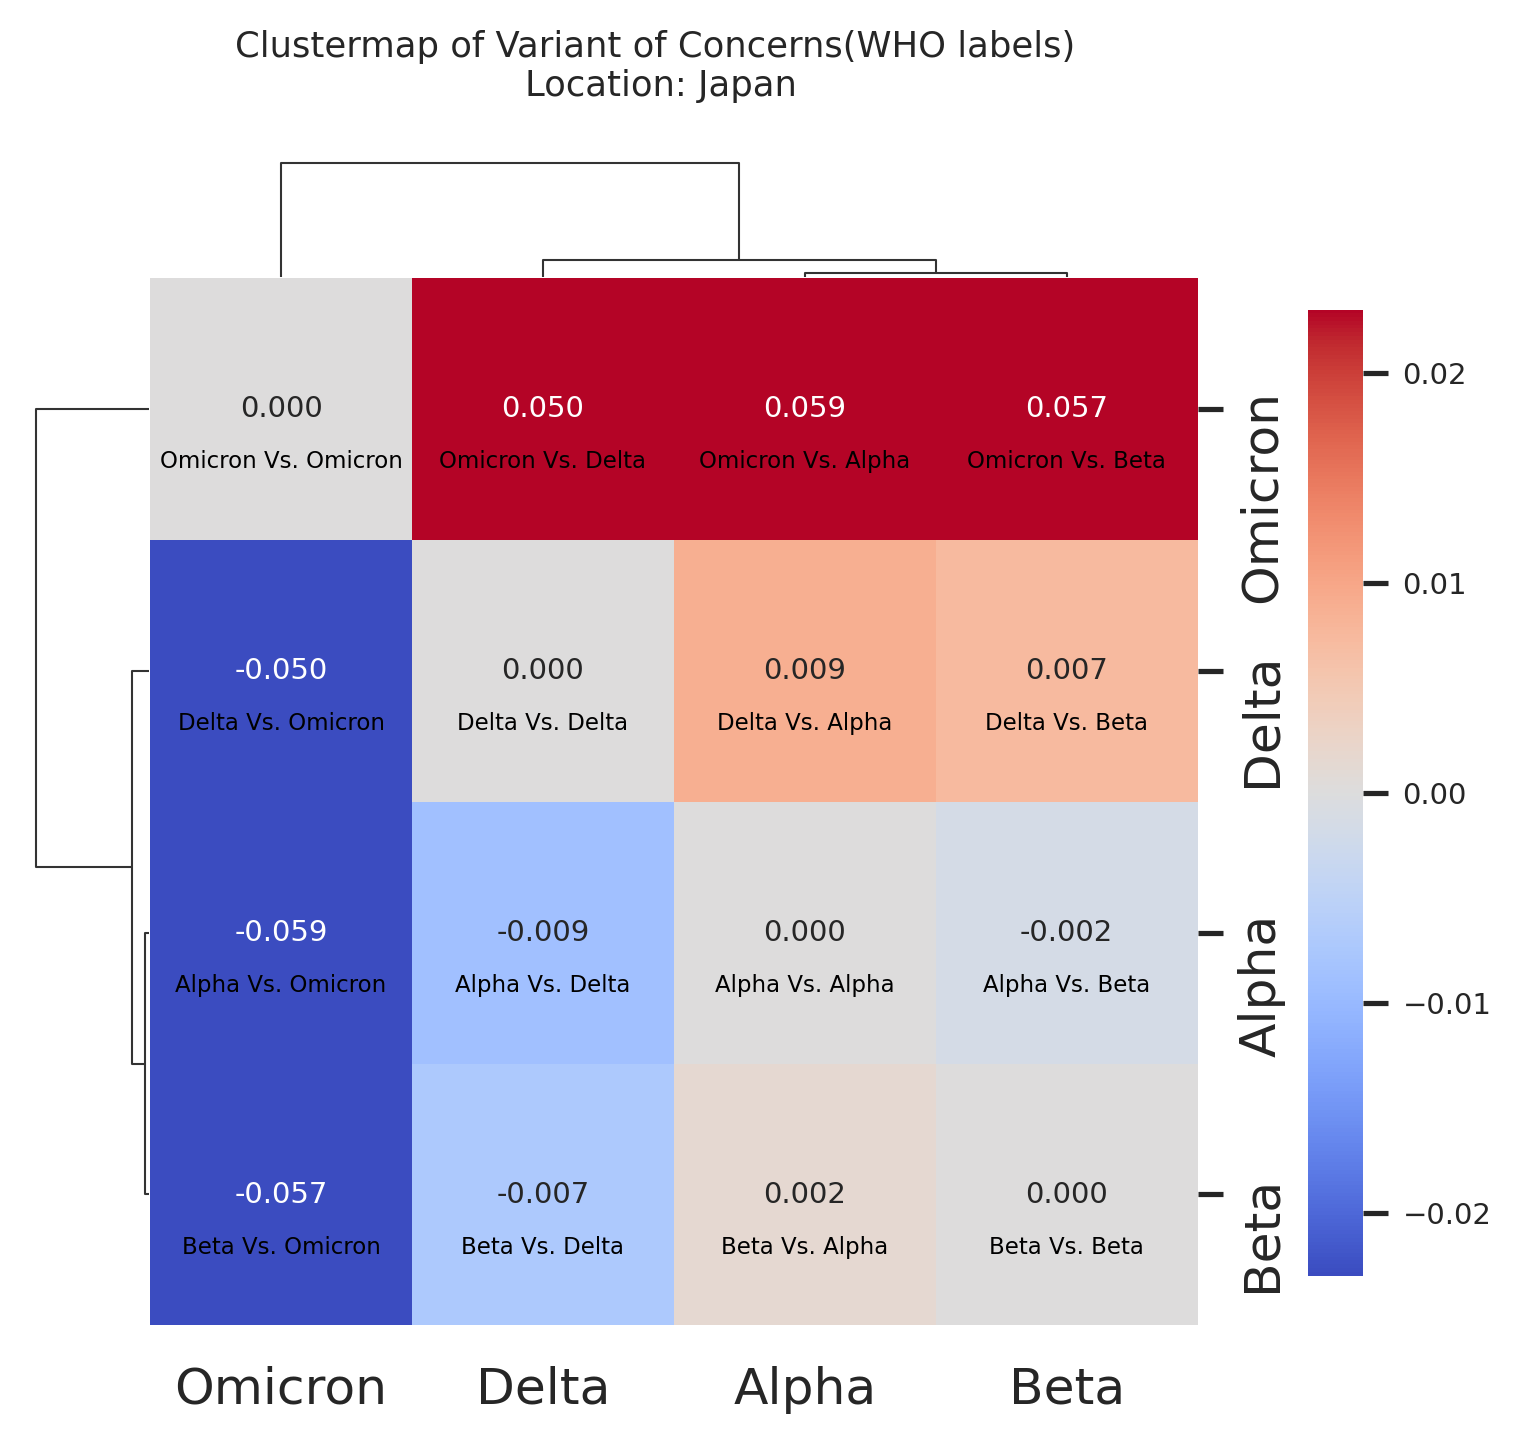 Clustermap of Variant of Concerns(WHO labels)
Location: Japan
0.000
0.050
0.059
0.057
Omicron Vs. Omicron
Omicron Vs. Delta
Omicron Vs. Alpha
Omicron Vs. Beta
-0.050
0.000
0.009
0.007
Delta Vs. Omicron
Delta Vs. Delta
Delta Vs. Alpha
Delta Vs. Beta
-0.059
-0.009
0.000
-0.002
Alpha Vs. Omicron
Alpha Vs. Delta
Alpha Vs. Alpha
Alpha Vs. Beta
-0.057
-0.007
0.002
0.000
Beta Vs. Omicron
Beta Vs. Delta
Beta Vs. Alpha
Beta Vs. Beta
Omicron
Delta
Alpha
Beta
Omicron
Delta
Alpha
Beta
0.02
0.01
0.00
−0.01
−0.02